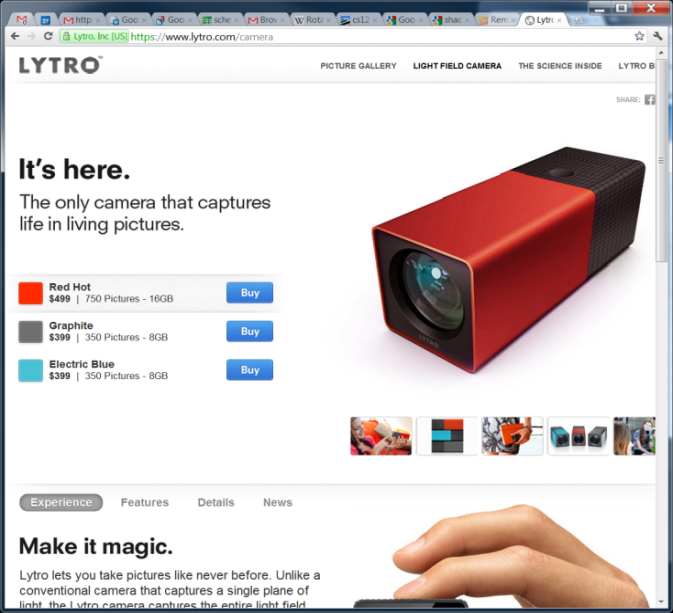 http
Goo
Goo
sche
Brov
Rota
cs12
Goo
shac
Rem
Lytr
Lytro, Inc [US] https://www.lytro.com/camera
LYTRO™
PICTURE GALLERY LIGHT FIELD CAMERA THE SCIENCE INSIDE LYTRO B
SHARE:
It's here.
The only camera that captures
life in living pictures.
Red Hot
$499 | 750 Pictures - 16GB
Buy
Graphite
$399 | 350 Pictures - 8GB
Buy
Electric Blue
$399 | 350 Pictures - 8GB
Buy
LYTRO
Experience Features Details News
Make it magic.
Lytro lets you take pictures like never before. Unlike a
conventional camera that captures a single plane of
light, the Lytro camera captures the entire light field